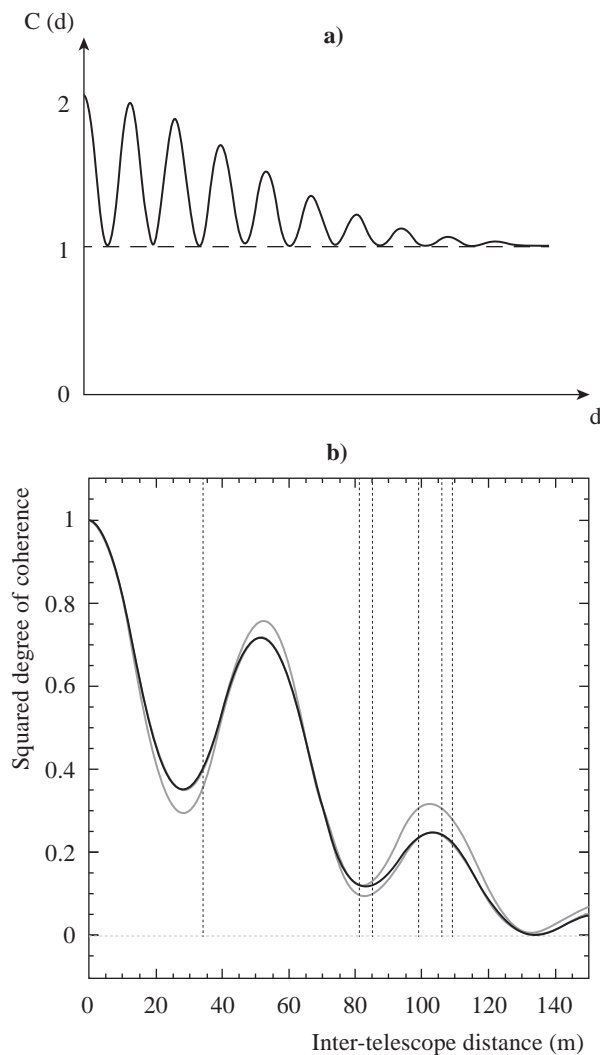 C (d)
a)
2
1
0
d
b)
Squared degree of coherence
1
0.8
0.6
0.4
0.2
0
0 20 40 60 80 100 120 140
Inter-telescope distance (m)